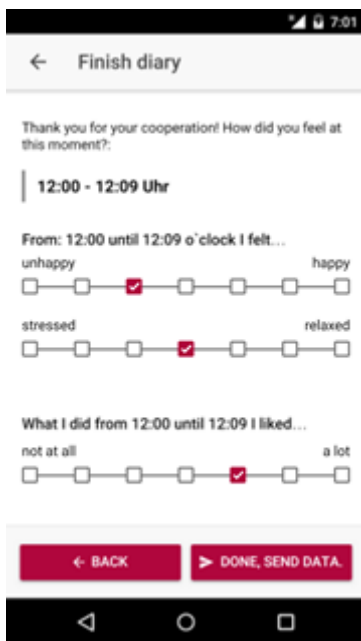 7:01
Finish diary
Thank you for your cooperation! How did you feel at
this moment?:
12:00 - 12:09 Uhr
From: 12:00 until 12:09 o`clock I felt...
unhappy happy
stressed relaxed
What I did from 12:00 until 12:09 I liked...
not at all a lot
BACK DONE, SEND DATA.